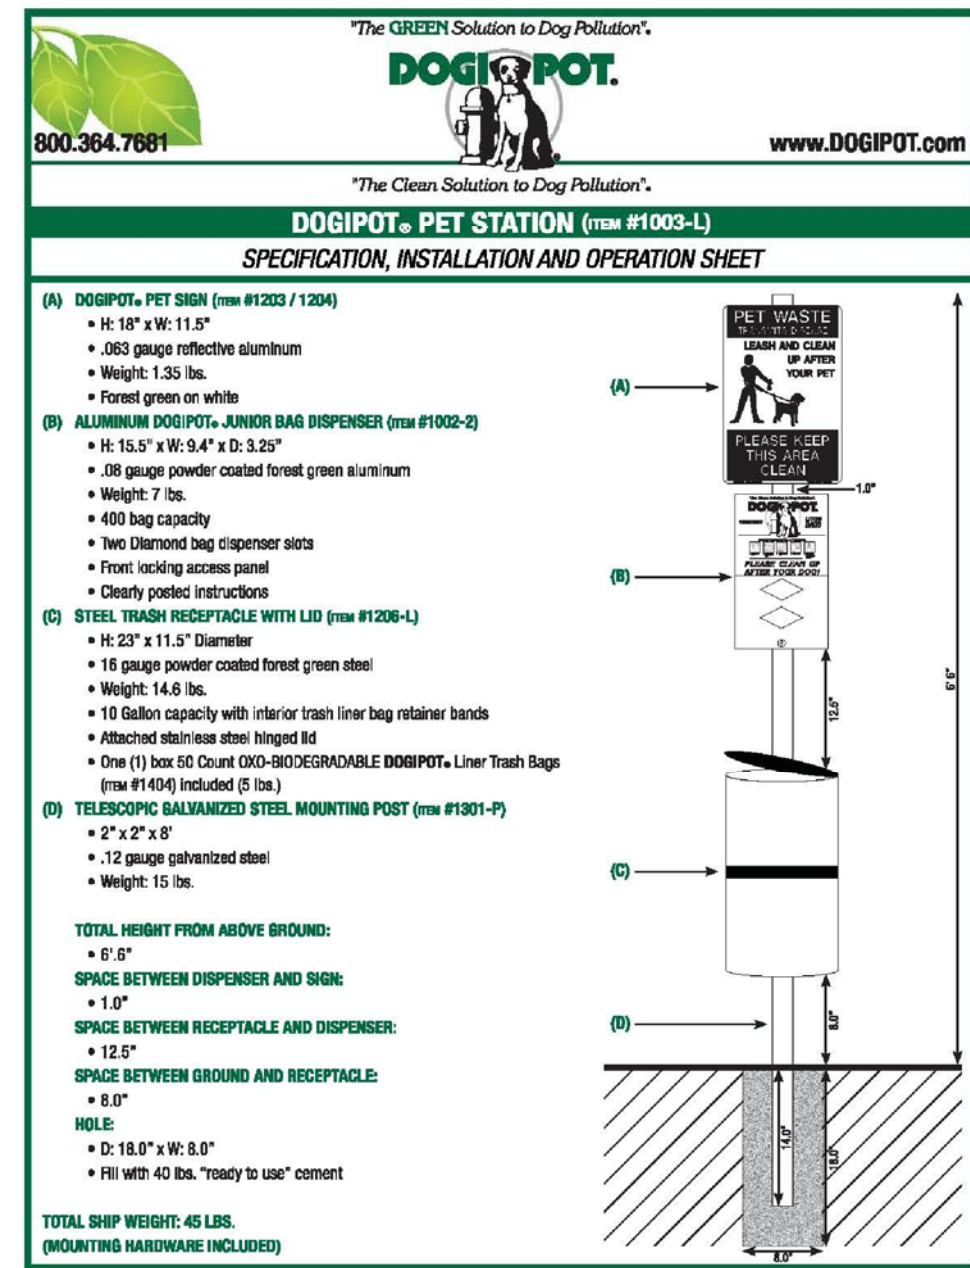 "The GREEN Solution to Dog Pollution".
DOGIPOT®
800.364.7681
www.DOGIPOT.com
"The Clean Solution to Dog Pollution".
DOGIPOT® PET STATION (ITEM #1003-L)
SPECIFICATION, INSTALLATION AND OPERATION SHEET
(A) DOGIPOT® PET SIGN (ITEM #1203 / 1204)
• H: 18" x W: 11.5"
• .063 gauge reflective aluminum
• Weight: 1.35 lbs.
• Forest green on white
(B) ALUMINUM DOGIPOT® JUNIOR BAG DISPENSER (ITEM #1002-2)
• H: 15.5" x W: 9.4" x D: 3.25"
• .08 gauge powder coated forest green aluminum
• Weight: 7 lbs.
• 400 bag capacity
• Two Diamond bag dispenser slots
• Front locking access panel
• Clearly posted instructions
(C) STEEL TRASH RECEPTACLE WITH LID (ITEM #1206-L)
• H: 23" x 11.5" Diameter
• 16 gauge powder coated forest green steel
• Weight: 14.6 lbs.
• 10 Gallon capacity with interior trash liner bag retainer bands
• Attached stainless steel hinged lid
• One (1) box 50 Count OXO-BIODEGRADABLE DOGIPOT® Liner Trash Bags
(ITEM #1404) included (5 lbs.)
(D) TELESCOPIC GALVANIZED STEEL MOUNTING POST (ITEM #1301-P)
• 2" x 2" x 8'
• .12 gauge galvanized steel
• Weight: 15 lbs.
TOTAL HEIGHT FROM ABOVE GROUND:
• 6'.6"
SPACE BETWEEN DISPENSER AND SIGN:
• 1.0"
SPACE BETWEEN RECEPTACLE AND DISPENSER:
• 12.5"
SPACE BETWEEN GROUND AND RECEPTACLE:
• 8.0"
HOLE:
• D: 18.0" x W: 8.0"
• Fill with 40 lbs. "ready to use" cement
TOTAL SHIP WEIGHT: 45 LBS.
(MOUNTING HARDWARE INCLUDED)
PET WASTE
TRANSMITS DISEASE
LEASH AND CLEAN
UP AFTER
YOUR PET
(A)
PLEASE KEEP
THIS AREA
CLEAN
1.0"
DOGIPOT
PLEASE CLEAN UP
AFTER YOUR DOG!
(B)
12.5"
6' 6"
(C)
(D)
8.0"
14.0"
18.0"
8.0"